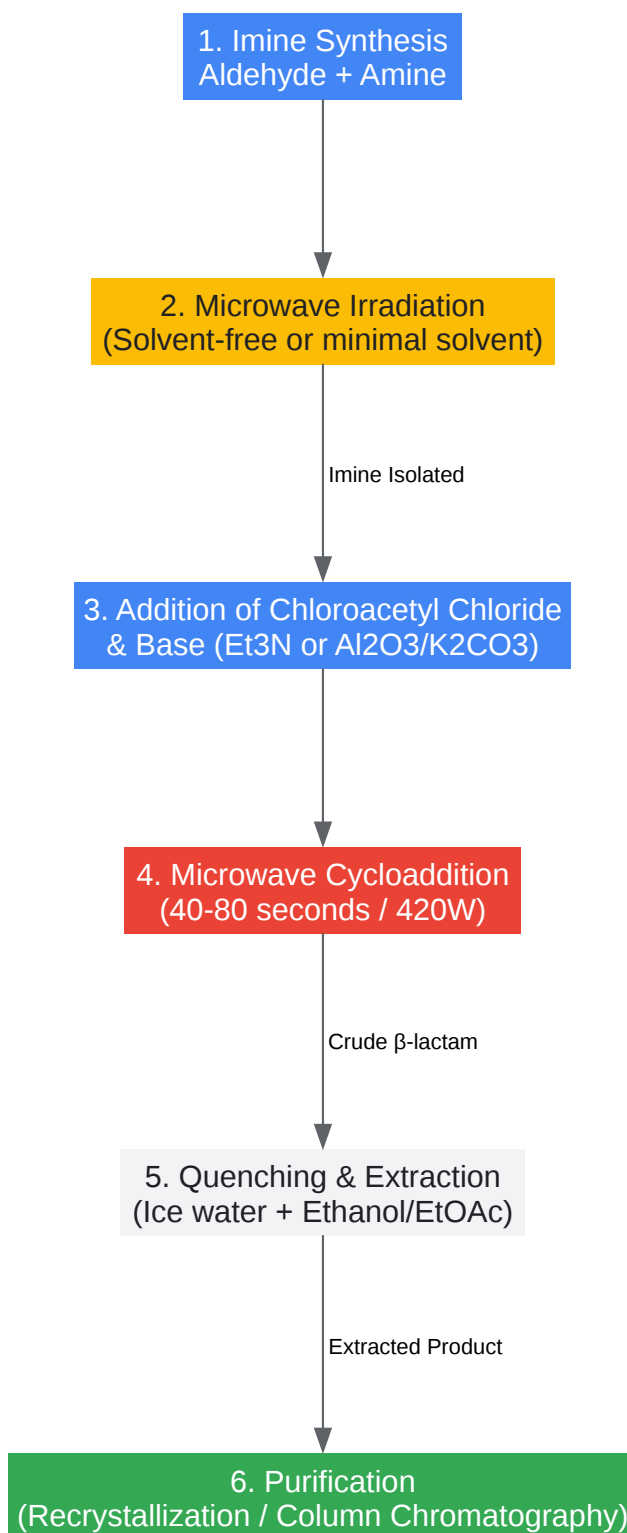 1. Imine Synthesis
Aldehyde + Amine
2. Microwave Irradiation
(Solvent-free or minimal solvent)
Imine Isolated
3. Addition of Chloroacetyl Chloride
& Base (Et3N or Al2O3/K2CO3)
4. Microwave Cycloaddition
(40-80 seconds / 420W)
Crude β-lactam
5. Quenching & Extraction
(Ice water + Ethanol/EtOAc)
Extracted Product
6. Purification
(Recrystallization / Column Chromatography)